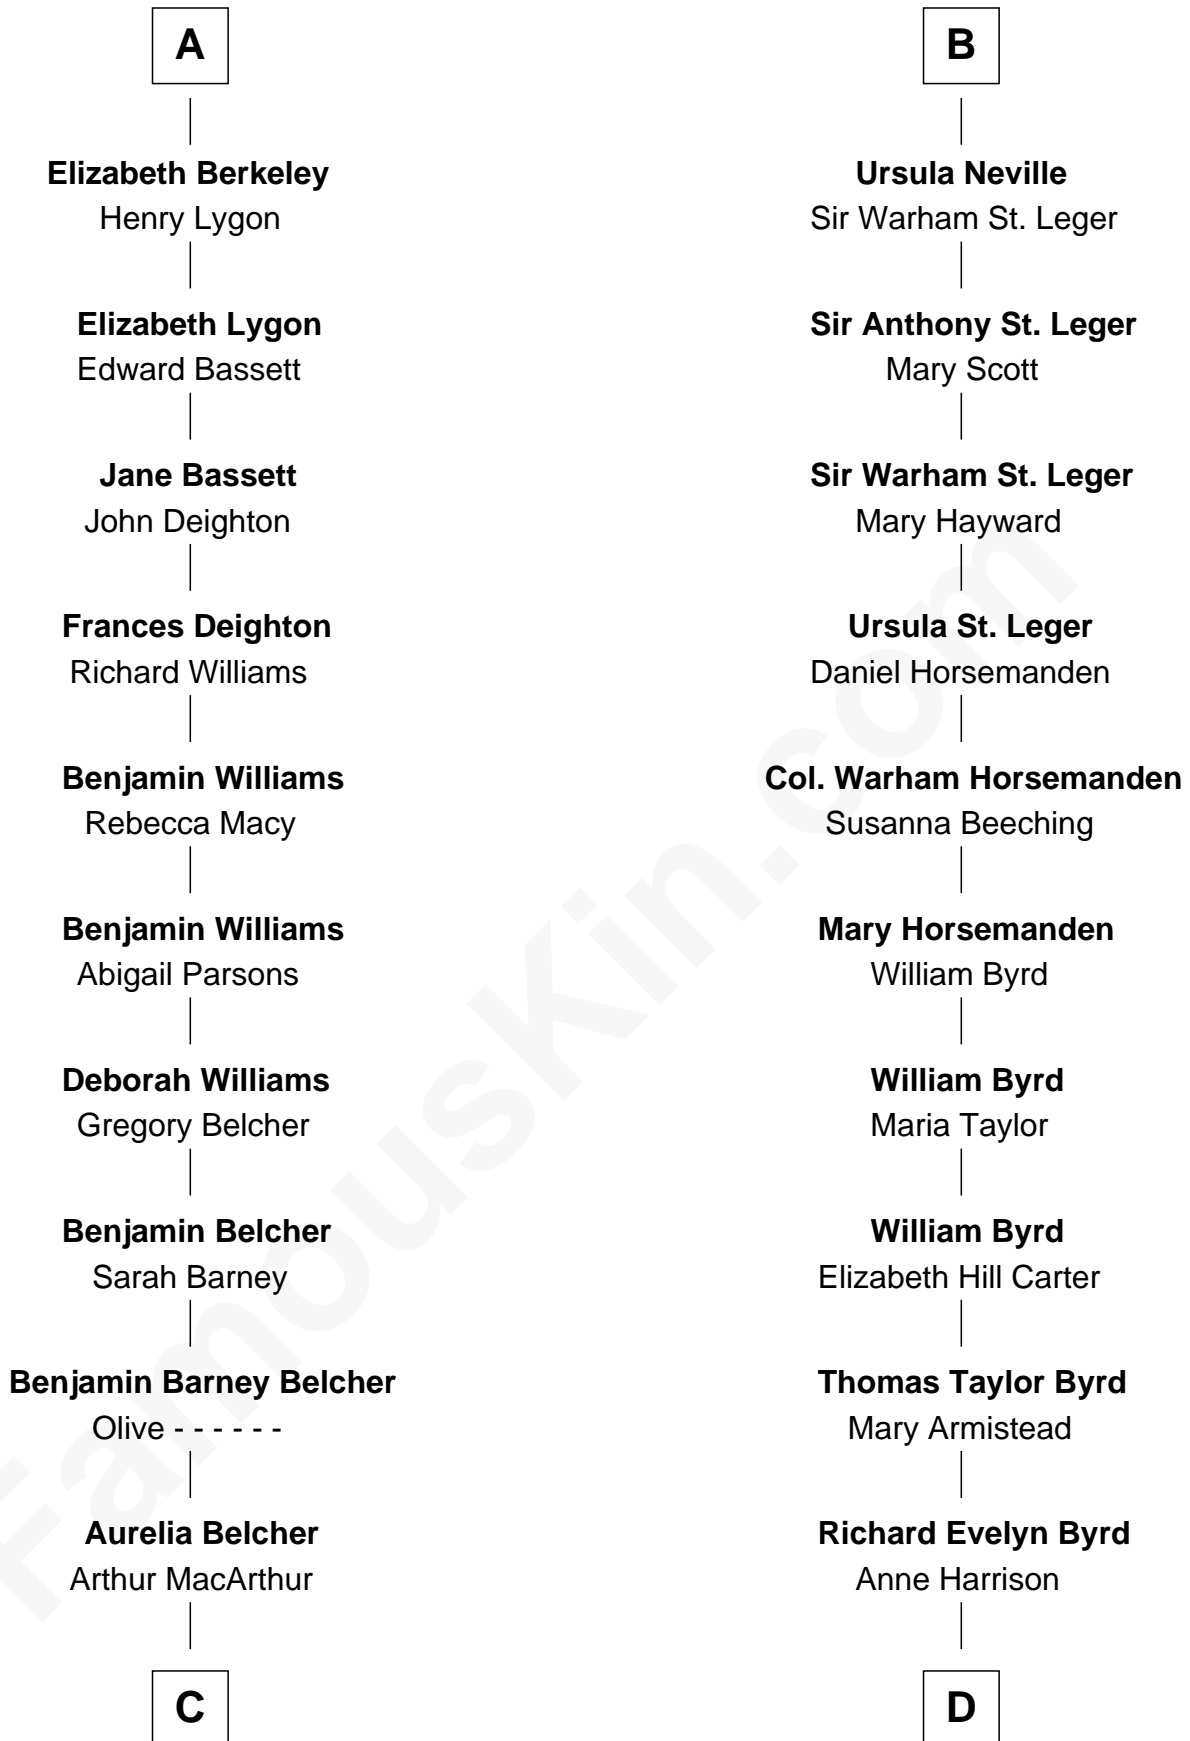 A
Elizabeth Berkeley
Henry Lygon
Elizabeth Lygon
Edward Bassett
Jane Bassett
John Deighton
Frances Deighton
Richard Williams
Benjamin Williams
Rebecca Macy
Benjamin Williams
Abigail Parsons
Deborah Williams
Gregory Belcher
Benjamin Belcher
Sarah Barney
Benjamin Barney Belcher
Olive - - - - - -
Aurelia Belcher
Arthur MacArthur
C
B
Ursula Neville
Sir Warham St. Leger
Sir Anthony St. Leger
Mary Scott
Sir Warham St. Leger
Mary Hayward
Ursula St. Leger
Daniel Horsemanden
Col. Warham Horsemanden
Susanna Beeching
Mary Horsemanden
William Byrd
William Byrd
Maria Taylor
William Byrd
Elizabeth Hill Carter
Thomas Taylor Byrd
Mary Armistead
Richard Evelyn Byrd
Anne Harrison
D
FamousKin.com